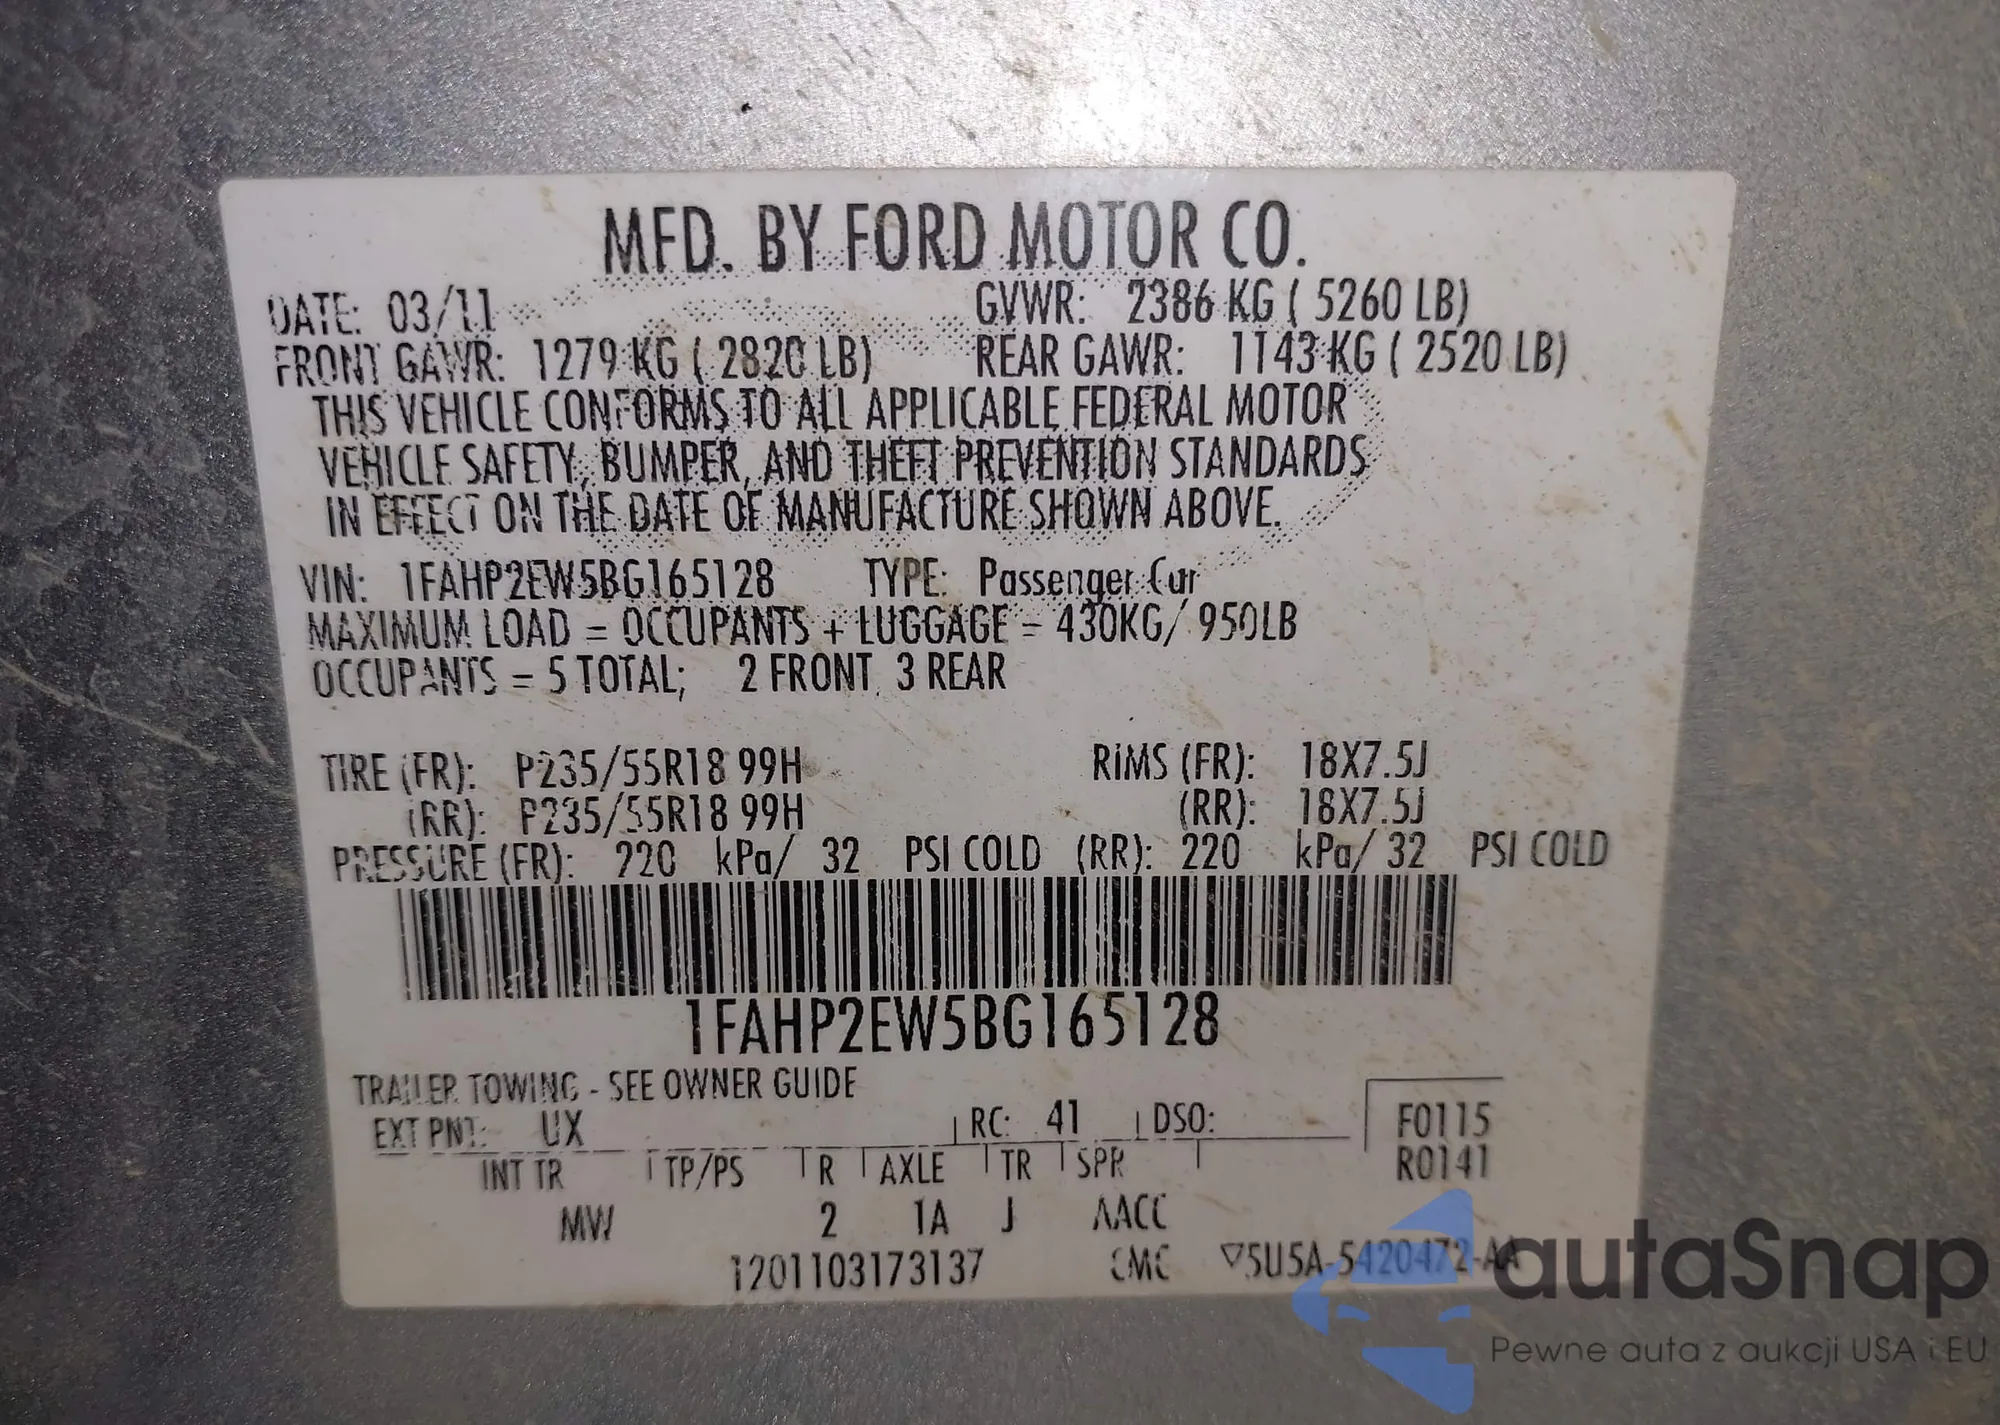 MFD. BY FORD MOTOR CO.
DATE: 03/11 GVWR: 2386 KG ( 5260 LB)
FRONT GAWR: 1279 KG ( 2820 LB) REAR GAWR: 1143 KG ( 2520 LB)
THIS VEHICLE CONFORMS TO ALL APPLICABLE FEDERAL MOTOR
VEHICLE SAFETY, BUMPER, AND THEFT PREVENTION STANDARDS
IN EFFECT ON THE DATE OF MANUFACTURE SHOWN ABOVE.
VIN: 1FAHP2EW5BG165128 TYPE: Passenger Car
MAXIMUM LOAD = OCCUPANTS + LUGGAGE = 430KG/ 950LB
OCCUPANTS = 5 TOTAL; 2 FRONT, 3 REAR
TIRE (FR): P235/55R18 99H RIMS (FR): 18X7.5J
(RR): P235/55R18 99H (RR): 18X7.5J
PRESSURE (FR): 220 kPa/ 32 PSI COLD (RR): 220 kPa/ 32 PSI COLD
1FAHP2EW5BG165128
TRAILER TOWING - SEE OWNER GUIDE
EXT PNT: UX RC: 41 DSO: F0115
R0141
INT TR TP/PS R AXLE TR SPR
MW 2 1A J AACC
1201103173137 CMC ▽5U5A-5420472-AA
autaSnap
Pewne auta z aukcji USA i EU